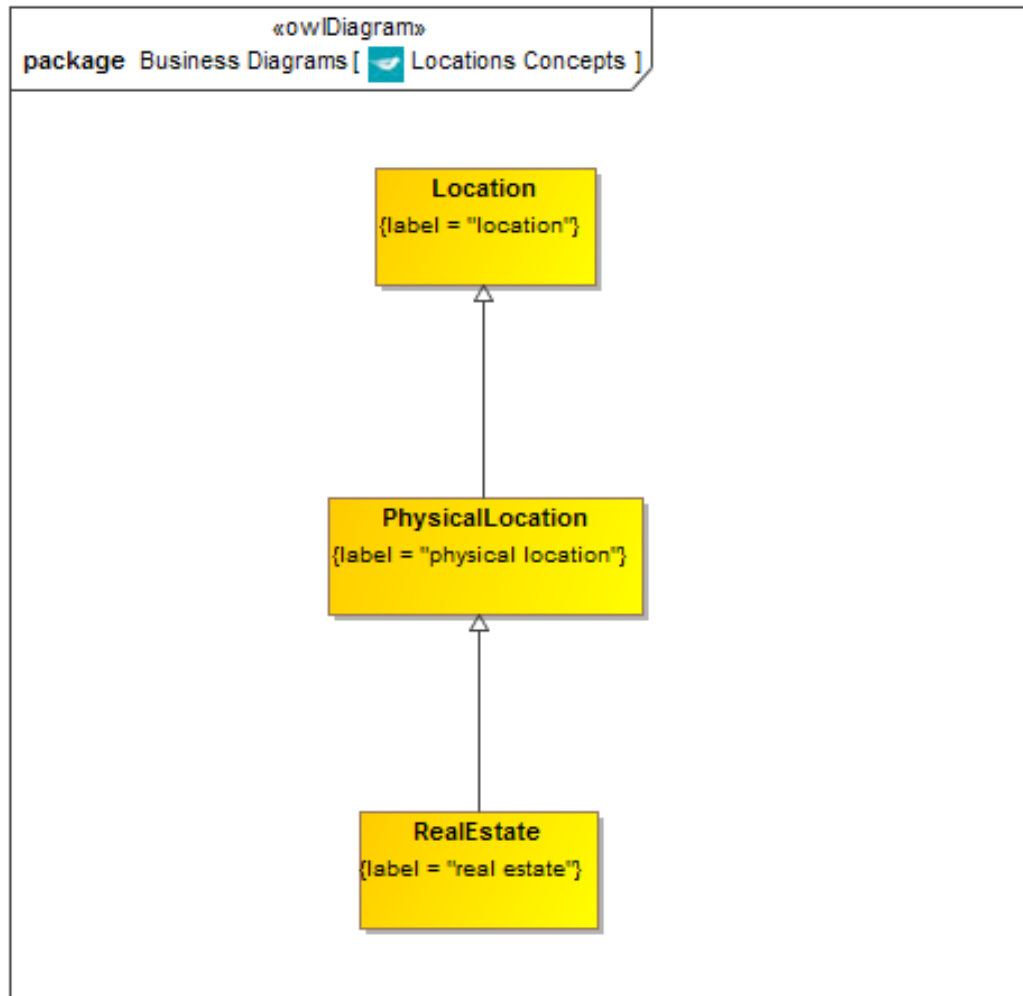 «owlDiagram»
package Business Diagrams [ Locations Concepts ]
Location
{label = "location"}
PhysicalLocation
{label = "physical location"}
RealEstate
{label = "real estate"}